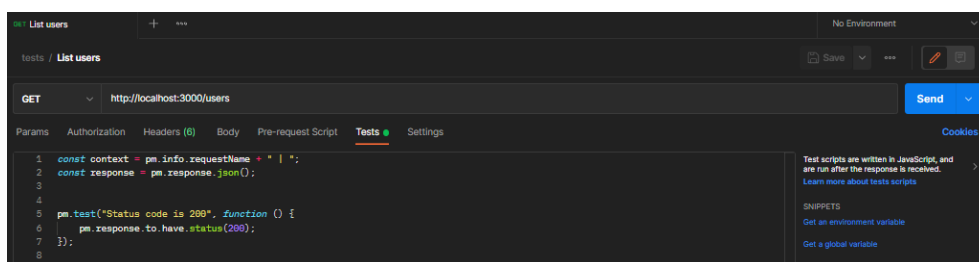 GET List users + ooo No Environment
tests / List users Save ooo
GET http://localhost:3000/users Send
Params Authorization Headers (6) Body Pre-request Script Tests Settings Cookies
1 const context = pm.info.requestName + " | ";
2 const response = pm.response.json();
3
4
5 pm.test("Status code is 200", function () {
6 pm.response.to.have.status(200);
7 });
8
Test scripts are written in JavaScript, and
are run after the response is received.
Learn more about tests scripts
SNIPPETS
Get an environment variable
Get a global variable